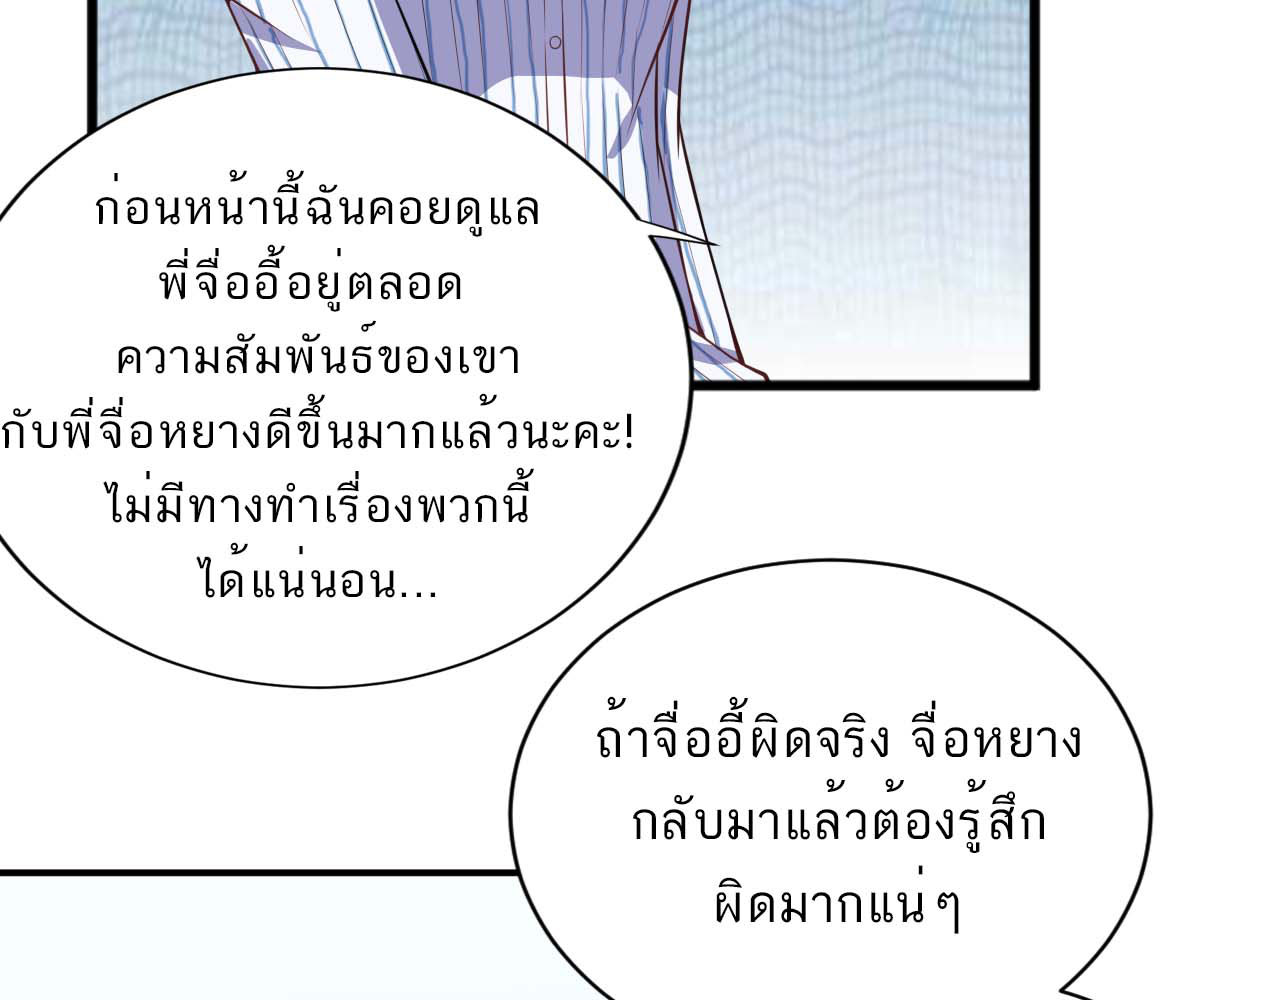 ก่อนหน้านี้ฉันคอยดูแล
พี่จื่ออี้อยู่ตลอด
ความสัมพันธ์ของเขา
กับพี่จื่อหยางดีขึ้นมากแล้วนะคะ!
ไม่มีทางทำเรื่องพวกนี้
ได้แน่นอน...
ถ้าจื่ออี้ผิดจริง จื่อหยาง
กลับมาแล้วต้องรู้สึก
ผิดมากแน่ๆ